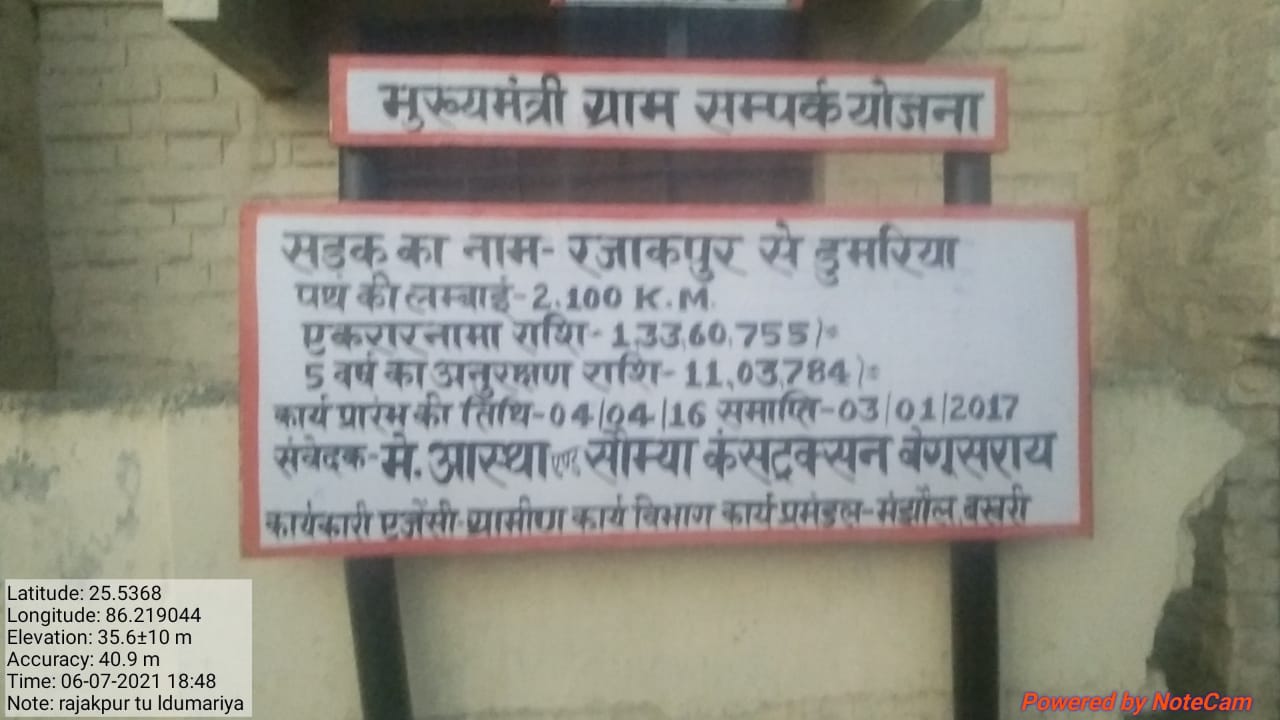 मुख्यमंत्री ग्राम सम्पर्क योजना
सड़क का नाम- रजाकपुर से डुमरिया
पथ की लम्बाई-2.100 K.M.
एकरारनामा राशि- 1,33,60,755/=
5 वर्ष का अनुरक्षण राशि- 11,03,784/=
कार्य प्रारंभ की तिथि-04/04/16 समाप्ति-03/01/2017
संवेदक-मे. आस्था एण्ड सौम्या कंसट्रक्सन बेगूसराय
कार्यकारी एजेंसी-ग्रामीण कार्य विभाग कार्य प्रमंडल-मंझौल, बखरी
Latitude: 25.5368
Longitude: 86.219044
Elevation: 35.6±10 m
Accuracy: 40.9 m
Time: 06-07-2021 18:48
Note: rajakpur tu ldumariya
Powered by NoteCam